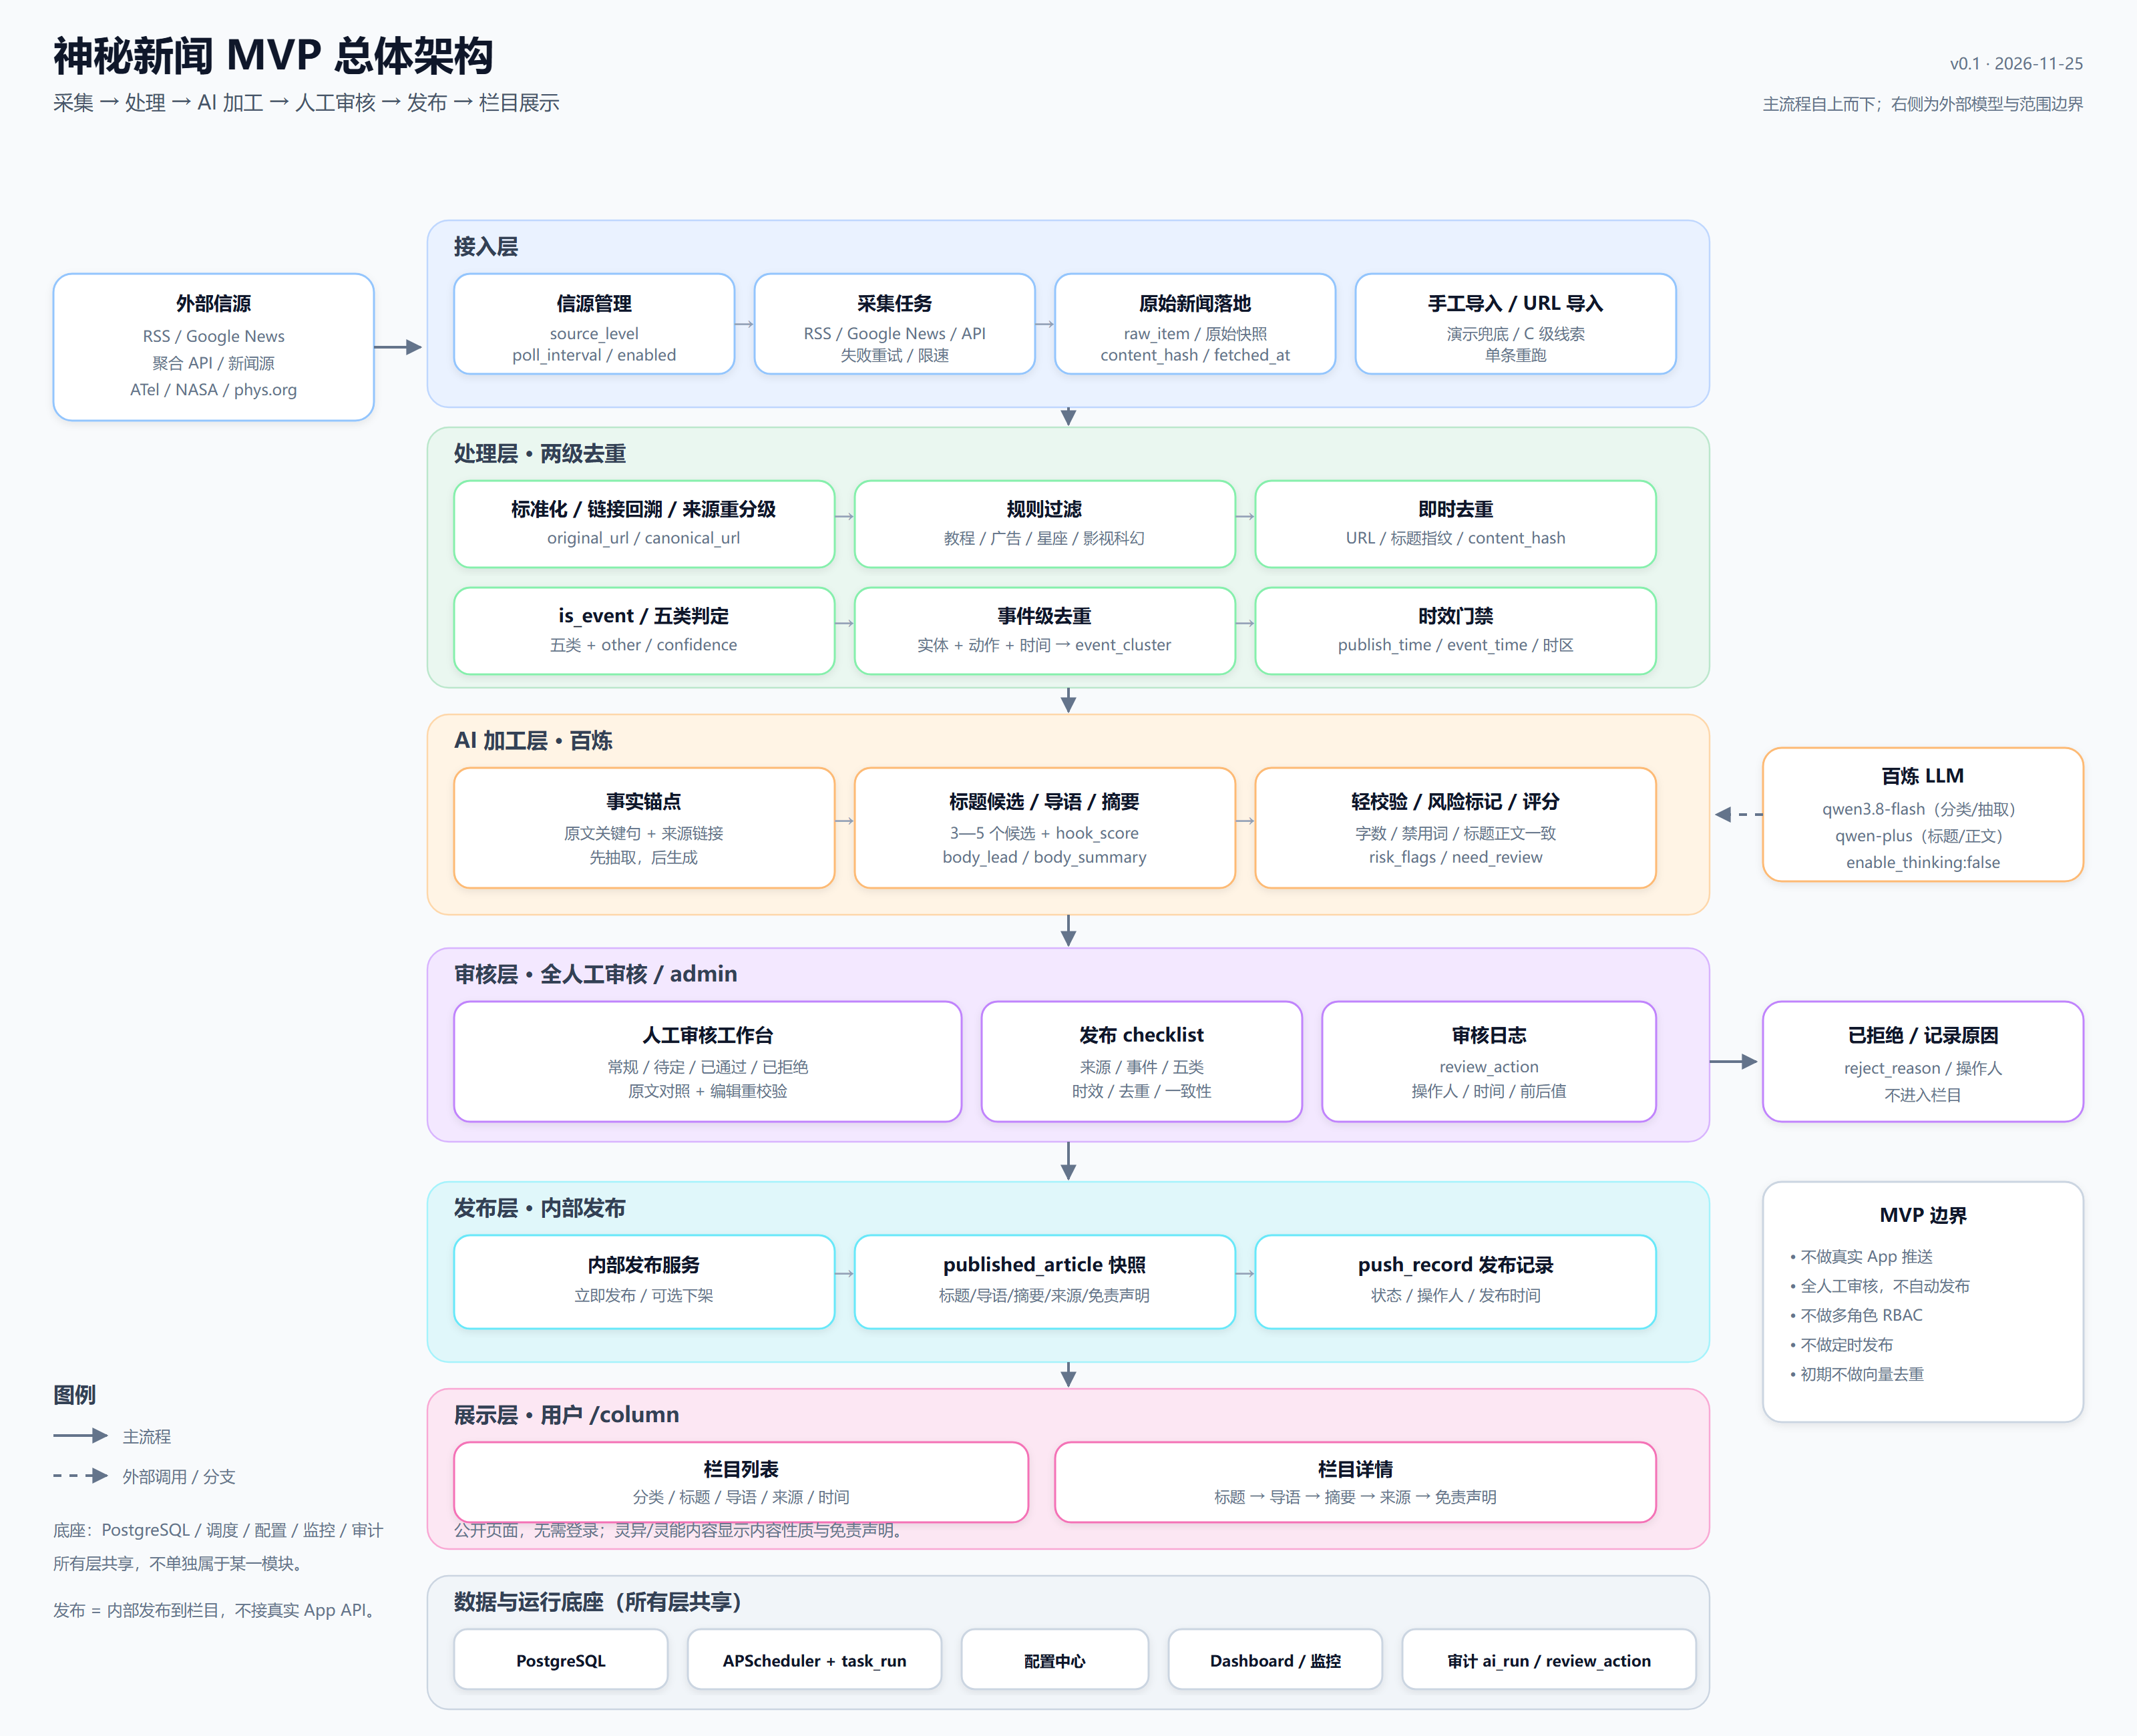 神秘新闻 MVP 总体架构
采集 → 处理 → AI 加工 → 人工审核 → 发布 → 栏目展示
v0.1 · 2026-11-25
主流程自上而下；右侧为外部模型与范围边界
外部信源
RSS / Google News
聚合 API / 新闻源
ATel / NASA / phys.org
接入层
信源管理
source_level
poll_interval / enabled
→
采集任务
RSS / Google News / API
失败重试 / 限速
→
原始新闻落地
raw_item / 原始快照
content_hash / fetched_at
手工导入 / URL 导入
演示兜底 / C 级线索
单条重跑
处理层 • 两级去重
标准化 / 链接回溯 / 来源重分级
original_url / canonical_url
→
规则过滤
教程 / 广告 / 星座 / 影视科幻
→
即时去重
URL / 标题指纹 / content_hash
is_event / 五类判定
五类 + other / confidence
→
事件级去重
实体 + 动作 + 时间 → event_cluster
→
时效门禁
publish_time / event_time / 时区
AI 加工层 • 百炼
事实锚点
原文关键句 + 来源链接
先抽取，后生成
→
标题候选 / 导语 / 摘要
3—5 个候选 + hook_score
body_lead / body_summary
→
轻校验 / 风险标记 / 评分
字数 / 禁用词 / 标题正文一致
risk_flags / need_review
百炼 LLM
qwen3.8-flash（分类/抽取）
qwen-plus（标题/正文）
enable_thinking:false
审核层 • 全人工审核 / admin
人工审核工作台
常规 / 待定 / 已通过 / 已拒绝
原文对照 + 编辑重校验
发布 checklist
来源 / 事件 / 五类
时效 / 去重 / 一致性
审核日志
review_action
操作人 / 时间 / 前后值
已拒绝 / 记录原因
reject_reason / 操作人
不进入栏目
发布层 • 内部发布
内部发布服务
立即发布 / 可选下架
→
published_article 快照
标题/导语/摘要/来源/免责声明
→
push_record 发布记录
状态 / 操作人 / 发布时间
MVP 边界
• 不做真实 App 推送
• 全人工审核，不自动发布
• 不做多角色 RBAC
• 不做定时发布
• 初期不做向量去重
展示层 • 用户 /column
栏目列表
分类 / 标题 / 导语 / 来源 / 时间
栏目详情
标题 → 导语 → 摘要 → 来源 → 免责声明
公开页面，无需登录；灵异/灵能内容显示内容性质与免责声明。
图例
主流程
外部调用 / 分支
底座：PostgreSQL / 调度 / 配置 / 监控 / 审计
所有层共享，不单独属于某一模块。
发布 = 内部发布到栏目，不接真实 App API。
数据与运行底座（所有层共享）
PostgreSQL
APScheduler + task_run
配置中心
Dashboard / 监控
审计 ai_run / review_action